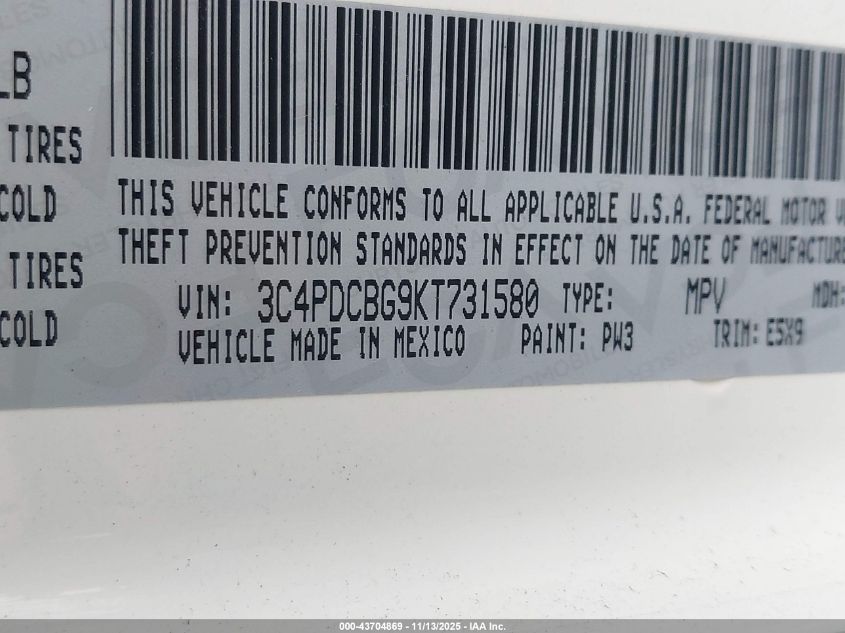 LB
TIRES
COLD
TIRES
COLD
THIS VEHICLE CONFORMS TO ALL APPLICABLE U.S.A. FEDERAL MOTOR
THEFT PREVENTION STANDARDS IN EFFECT ON THE DATE OF MANUFACTURE
VIN: 3C4PDCBG9KT731580 TYPE: MPV MDH:
VEHICLE MADE IN MEXICO PAINT: PW3 TRIM: E5X9
000-43704869 - 11/13/2025 - IAA Inc.